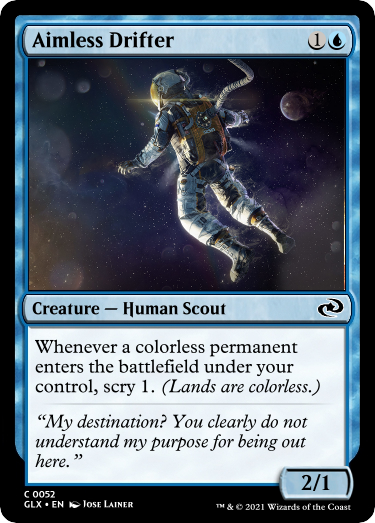 Aimless Drifter 1
Creature — Human Scout
Whenever a colorless permanent
enters the battlefield under your
control, scry 1. (Lands are colorless.)
“My destination? You clearly do not
understand my purpose for being out
here.”
2/1
C 0052
GLX • EN Jose Lainer
™ & © 2021 Wizards of the Coast